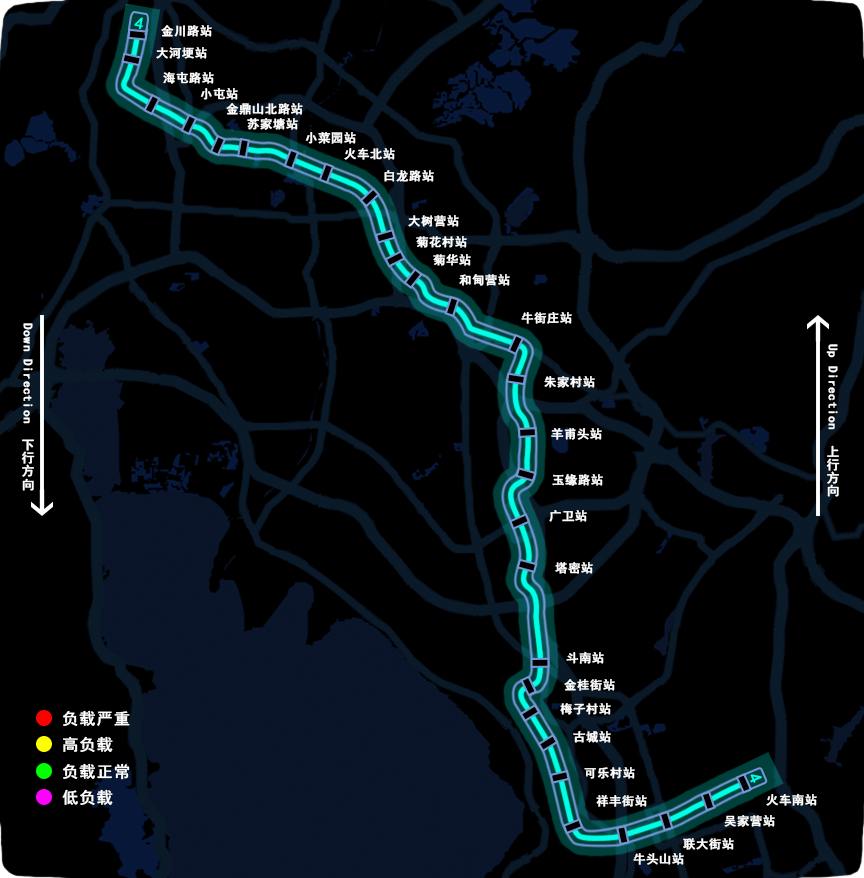 4
金川路站
大河埂站
海屯路站
小屯站
金鼎山北路站
苏家塘站
小菜园站
火车北站
白龙路站
大树营站
菊花村站
菊华站
和甸营站
牛街庄站
Down Direction 下行方向
Up Direction 上行方向
朱家村站
羊甫头站
玉缘路站
广卫站
塔密站
斗南站
金桂街站
梅子村站
古城站
可乐村站
祥丰街站
4
火车南站
吴家营站
联大街站
牛头山站
负载严重
高负载
负载正常
低负载